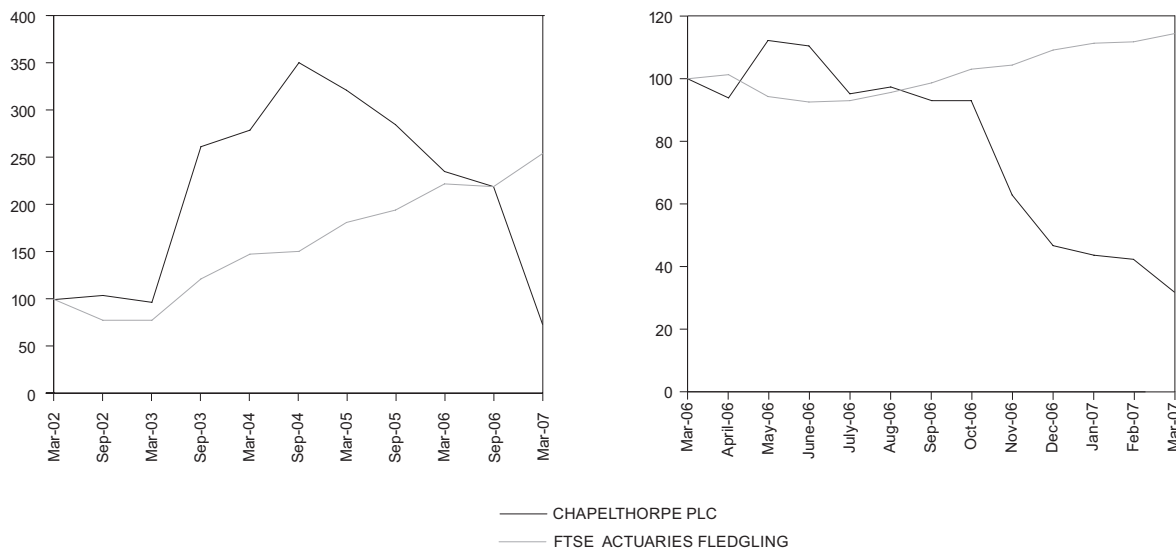 400
350
300
250
200
150
100
50
0
Mar-02
Sep-02
Mar-03
Sep-03
Mar-04
Sep-04
Mar-05
Sep-05
Mar-06
Sep-06
Mar-07
120
100
80
60
40
20
0
Mar-06
April-06
May-06
June-06
July-06
Aug-06
Sep-06
Oct-06
Nov-06
Dec-06
Jan-07
Feb-07
Mar-07
CHAPELTHORPE PLC
FTSE ACTUARIES FLEDGLING